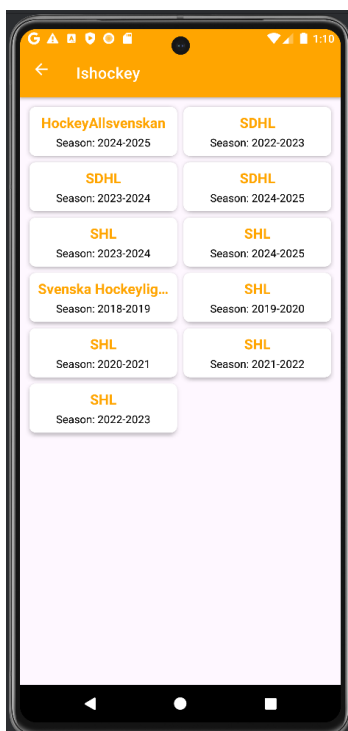 1:10
Ishockey
HockeyAllsvenskan
Season: 2024-2025
SDHL
Season: 2022-2023
SDHL
Season: 2023-2024
SDHL
Season: 2024-2025
SHL
Season: 2023-2024
SHL
Season: 2024-2025
Svenska Hockeylig...
Season: 2018-2019
SHL
Season: 2019-2020
SHL
Season: 2020-2021
SHL
Season: 2021-2022
SHL
Season: 2022-2023